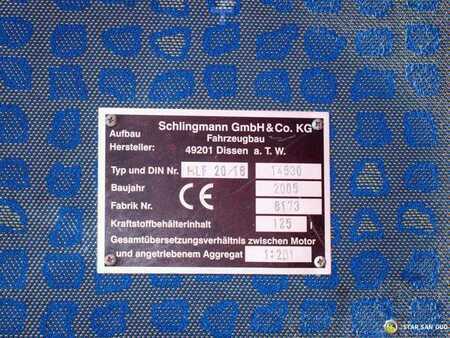 Aufbau Schlingmann GmbH & Co. KG
Hersteller: Fahrzeugbau
49201 Dissen a. T. W.
Typ und DIN Nr. HLF 20/16 14530
Baujahr 2005
Fabrik Nr. CE 8173
Kraftstoffbehälterinhalt 125
Gesamtübersetzungsverhältnis zwischen Motor
und angetriebenem Aggregat 1:201
STAR SAN DUO